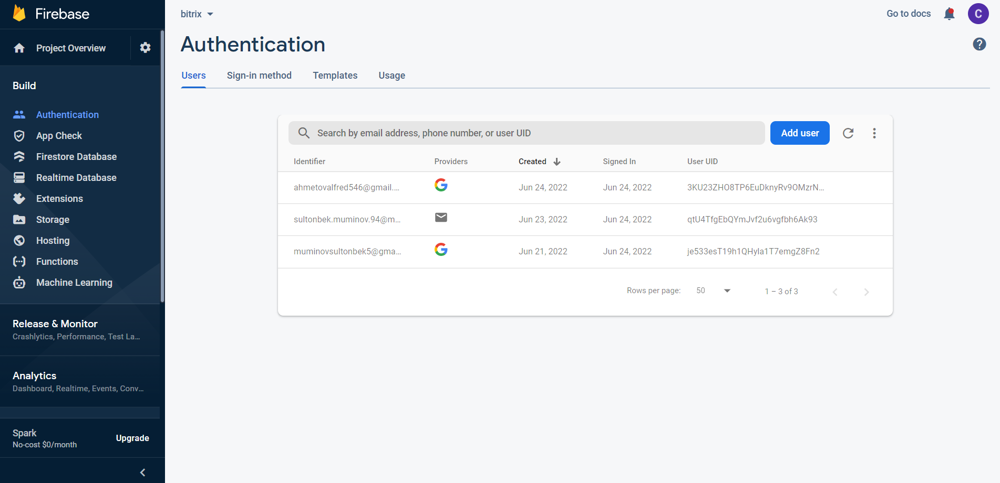 Firebase
Project Overview
Build
Authentication
App Check
Firestore Database
Realtime Database
Extensions
Storage
Hosting
Functions
Machine Learning
Release & Monitor
Crashlytics, Performance, Test La...
Analytics
Dashboard, Realtime, Events, Conv...
Spark
No-cost $0/month
Upgrade
bitrix
Go to docs
C
Authentication
?
Users Sign-in method Templates Usage
Search by email address, phone number, or user UID
Add user
Identifier Providers Created Signed In User UID
ahmetovalfred546@gmail.... Jun 24, 2022 Jun 24, 2022 3KU23ZHO8TP6EuDknyRv9OMzrN...
sultonbek.muminov.94@m... Jun 23, 2022 Jun 24, 2022 qtU4TfgEbQYmJvf2u6vgfbh6Ak93
muminovsultonbek5@gma... Jun 21, 2022 Jun 24, 2022 je533esT19h1QHyla1T7emgZ8Fn2
Rows per page: 50 1 – 3 of 3